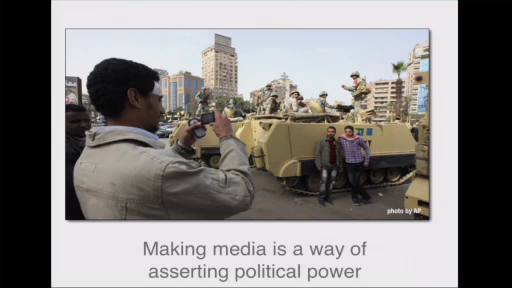 photo by AP
Making media is a way of
asserting political power